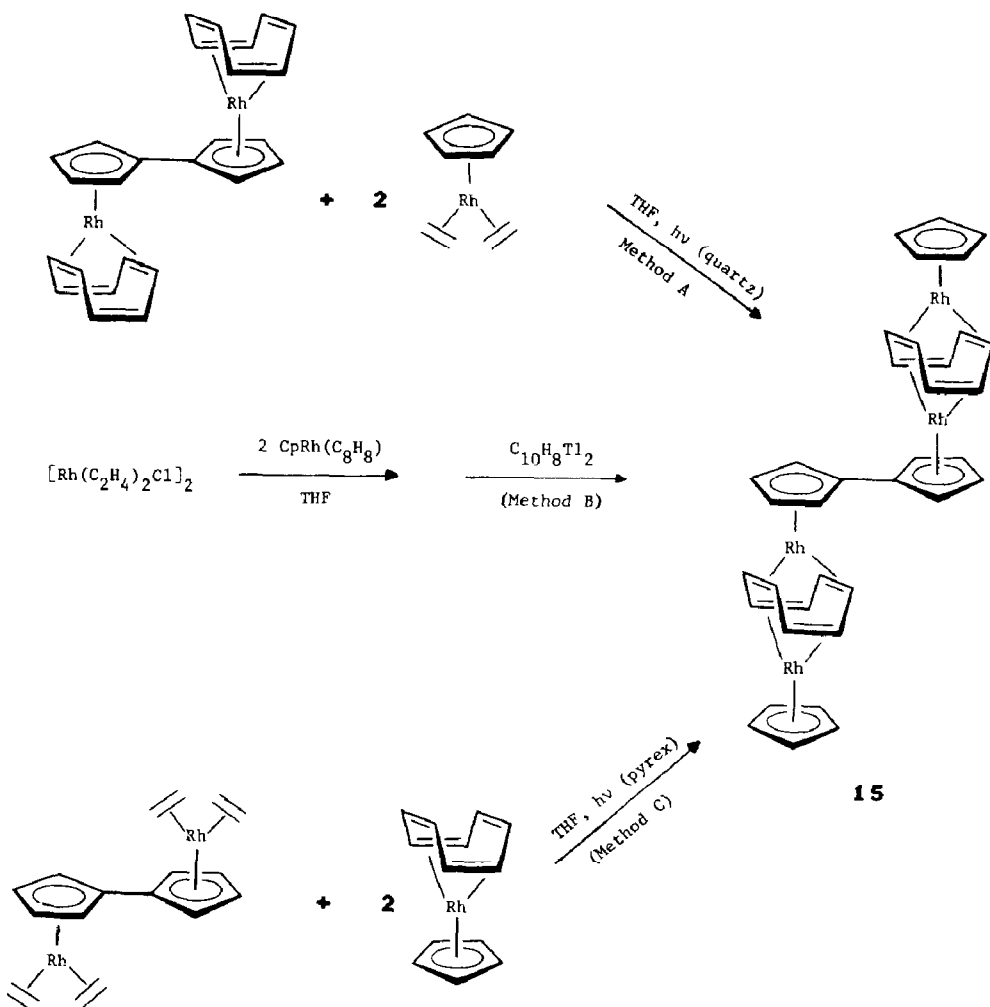 Rh
Rh
+ 2
Rh
THF, hν (quartz)
Method A
Rh
Rh
[Rh(C₂H₄)₂Cl]₂
2 CpRh(C₈H₈)
THF
C₁₀H₈Tl₂
(Method B)
Rh
Rh
15
THF, hν (pyrex)
(Method C)
Rh
Rh
+ 2
Rh